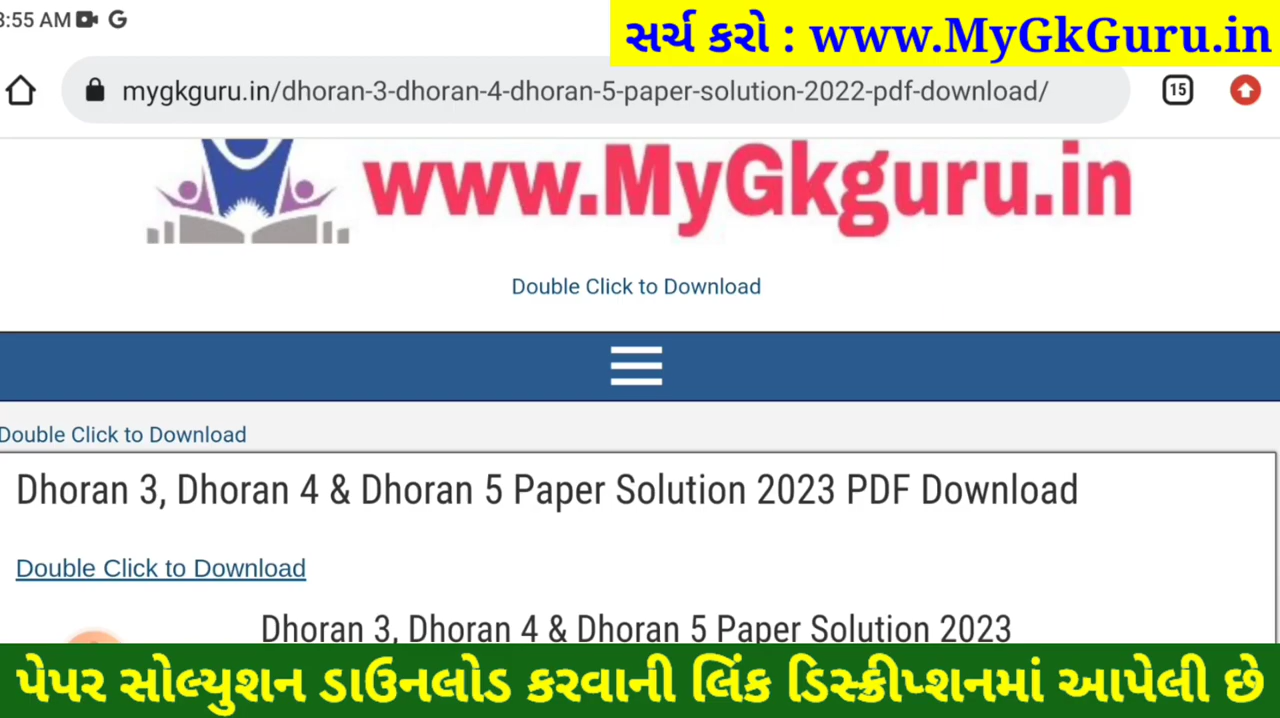 3:55 AM
સર્ચ કરો : www.MyGkGuru.in
mygkguru.in/dhoran-3-dhoran-4-dhoran-5-paper-solution-2022-pdf-download/
15
www.MyGkguru.in
Double Click to Download
Double Click to Download
Dhoran 3, Dhoran 4 & Dhoran 5 Paper Solution 2023 PDF Download
Double Click to Download
Dhoran 3, Dhoran 4 & Dhoran 5 Paper Solution 2023
પેપર સોલ્યુશન ડાઉનલોડ કરવાની લિંક ડિસ્ક્રીપ્શનમાં આપેલી છે